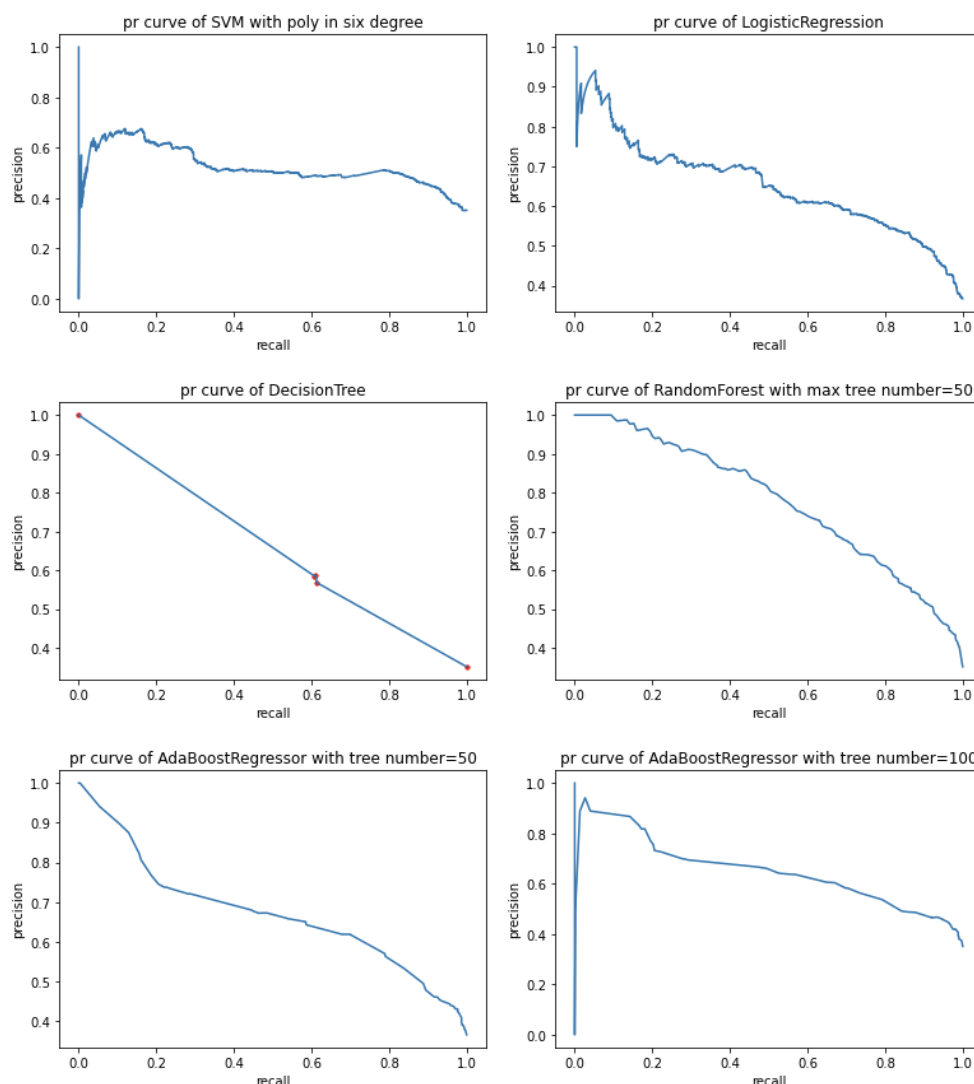 pr curve of SVM with poly in six degree
1.0
0.8
0.6
0.4
0.2
0.0
precision
0.0 0.2 0.4 0.6 0.8 1.0
recall
pr curve of LogisticRegression
1.0
0.9
0.8
0.7
0.6
0.5
0.4
precision
0.0 0.2 0.4 0.6 0.8 1.0
recall
pr curve of DecisionTree
1.0
0.9
0.8
0.7
0.6
0.5
0.4
precision
0.0 0.2 0.4 0.6 0.8 1.0
recall
pr curve of RandomForest with max tree number=50
1.0
0.9
0.8
0.7
0.6
0.5
0.4
precision
0.0 0.2 0.4 0.6 0.8 1.0
recall
pr curve of AdaBoostRegressor with tree number=50
1.0
0.9
0.8
0.7
0.6
0.5
0.4
precision
0.0 0.2 0.4 0.6 0.8 1.0
recall
pr curve of AdaBoostRegressor with tree number=100
1.0
0.8
0.6
0.4
0.2
0.0
precision
0.0 0.2 0.4 0.6 0.8 1.0
recall